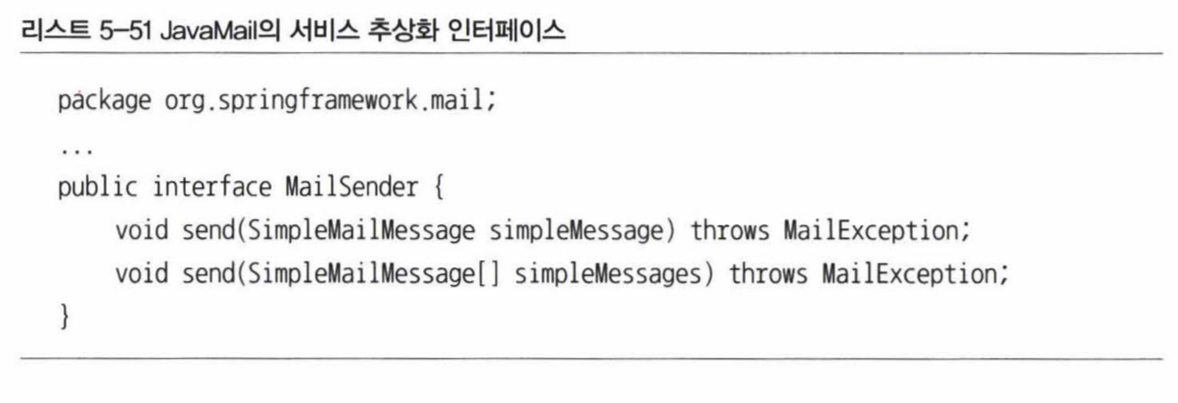 리스트 5–51 JavaMail의 서비스 추상화 인터페이스
package org.springframework.mail;
...
public interface MailSender {
void send(SimpleMailMessage simpleMessage) throws MailException;
void send(SimpleMailMessage[] simpleMessages) throws MailException;
}